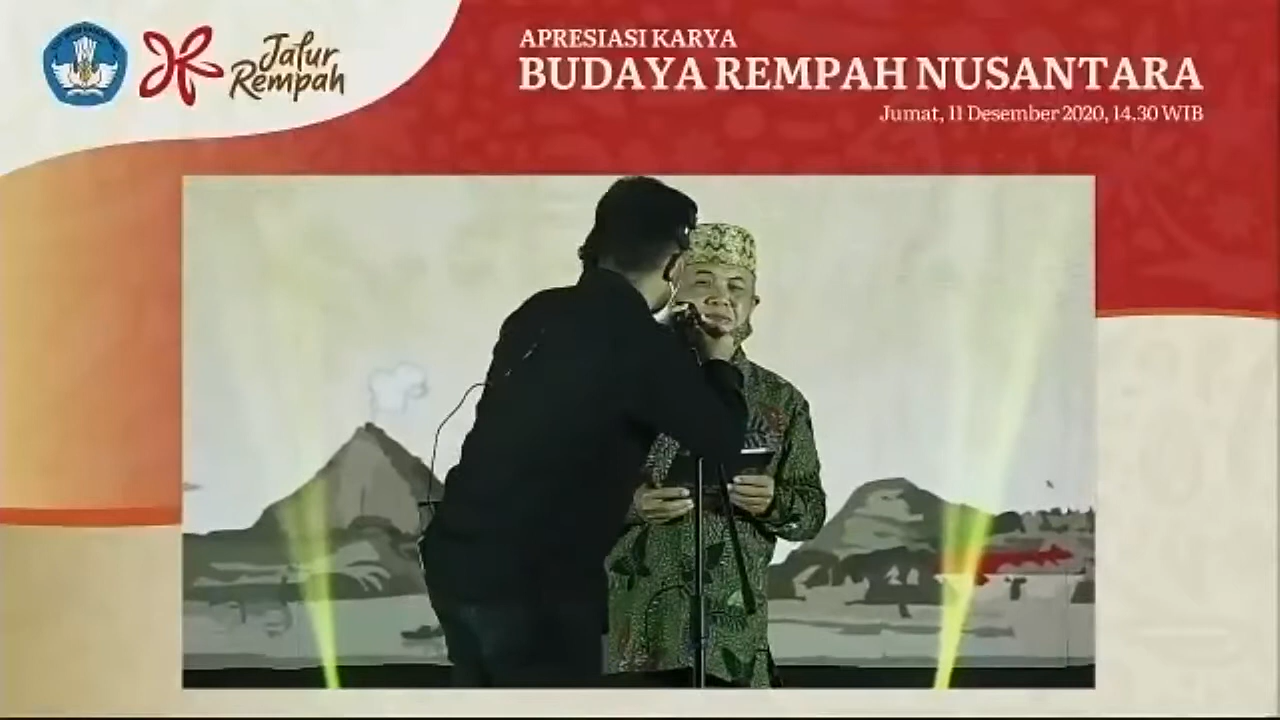 Jalur
Rempah
APRESIASI KARYA
BUDAYA REMPAH NUSANTARA
Jumat, 11 Desember 2020, 14.30 WIB